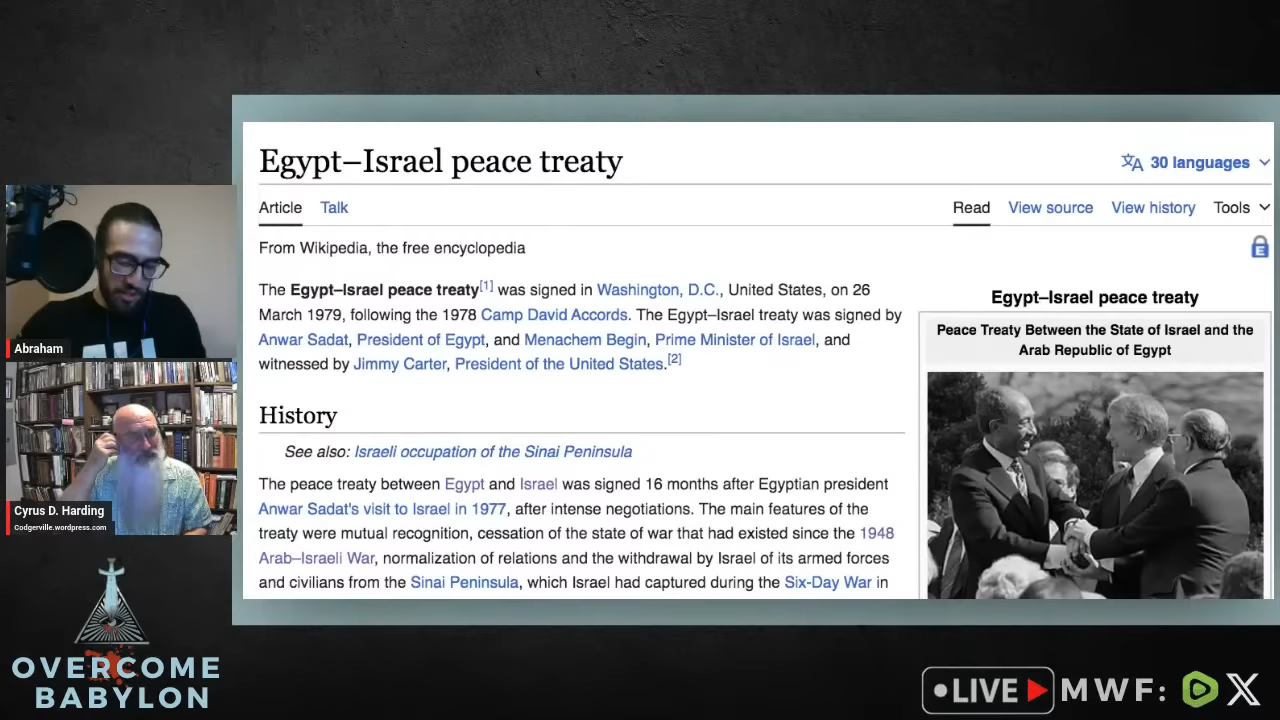 Egypt–Israel peace treaty
30 languages
Article Talk
Read View source View history Tools
From Wikipedia, the free encyclopedia
The Egypt–Israel peace treaty[1] was signed in Washington, D.C., United States, on 26
March 1979, following the 1978 Camp David Accords. The Egypt–Israel treaty was signed by
Anwar Sadat, President of Egypt, and Menachem Begin, Prime Minister of Israel, and
witnessed by Jimmy Carter, President of the United States.[2]
History
See also: Israeli occupation of the Sinai Peninsula
The peace treaty between Egypt and Israel was signed 16 months after Egyptian president
Anwar Sadat's visit to Israel in 1977, after intense negotiations. The main features of the
treaty were mutual recognition, cessation of the state of war that had existed since the 1948
Arab–Israeli War, normalization of relations and the withdrawal by Israel of its armed forces
and civilians from the Sinai Peninsula, which Israel had captured during the Six-Day War in
E
Egypt–Israel peace treaty
Peace Treaty Between the State of Israel and the
Arab Republic of Egypt
Abraham
Cyrus D. Harding
Codgerville.wordpress.com
OVERCOME
BABYLON
LIVE MWF: X